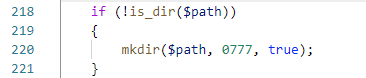 218 if (!is_dir($path))
219 {
220 mkdir($path, 0777, true);
221 }